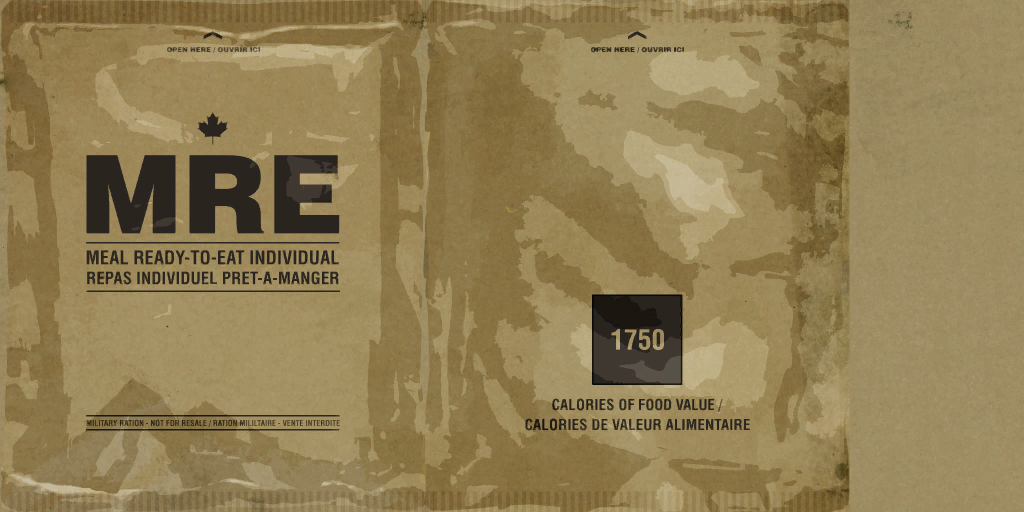 OPEN HERE / OUVRIR ICI
MRE
MEAL READY-TO-EAT INDIVIDUAL
REPAS INDIVIDUEL PRET-A-MANGER
MILITARY RATION - NOT FOR RESALE / RATION MILILTAIRE - VENTE INTERDITE
OPEN HERE / OUVRIR ICI
1750
CALORIES OF FOOD VALUE /
CALORIES DE VALEUR ALIMENTAIRE